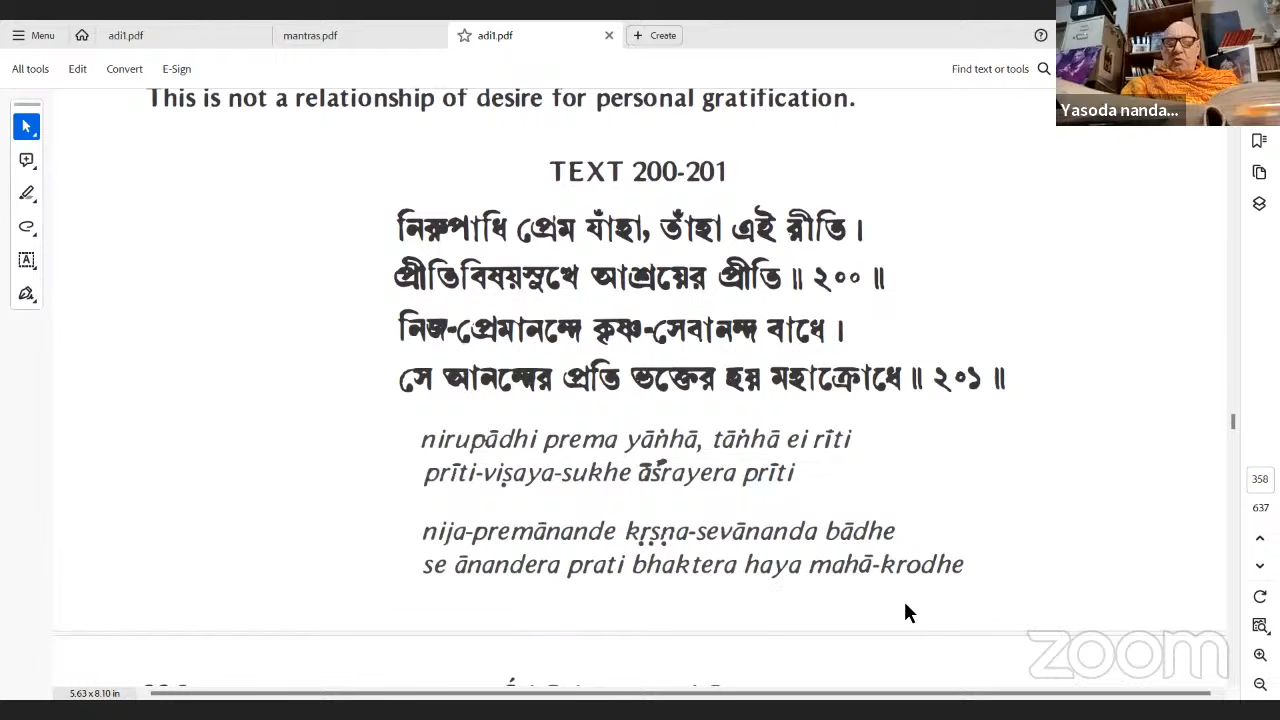 Menu
adi1.pdf
mantras.pdf
adi1.pdf
Create
All tools
Edit
Convert
E-Sign
Find text or tools
Yasoda nanda...
This is not a relationship of desire for personal gratification.
TEXT 200-201
নিরুপাধি প্রেম যাঁহা, তাঁহা এই রীতি।
প্রীতিবিষয়সুখে আশ্রয়ের প্রীতি॥ ২০০॥
নিজ-প্রেমানন্দে কৃষ্ণ-সেবানন্দ বাধে।
সে আনন্দের প্রতি ভক্তের হয় মহাক্রোধে॥ ২০১॥
nirupādhi prema yāṅhā, tāṅhā ei rīti
prīti-viṣaya-sukhe āśrayera prīti
nija-premānande kṛṣṇa-sevānanda bādhe
se ānandera prati bhaktera haya mahā-krodhe
358
637
zoom
5.63 x 8.10 in